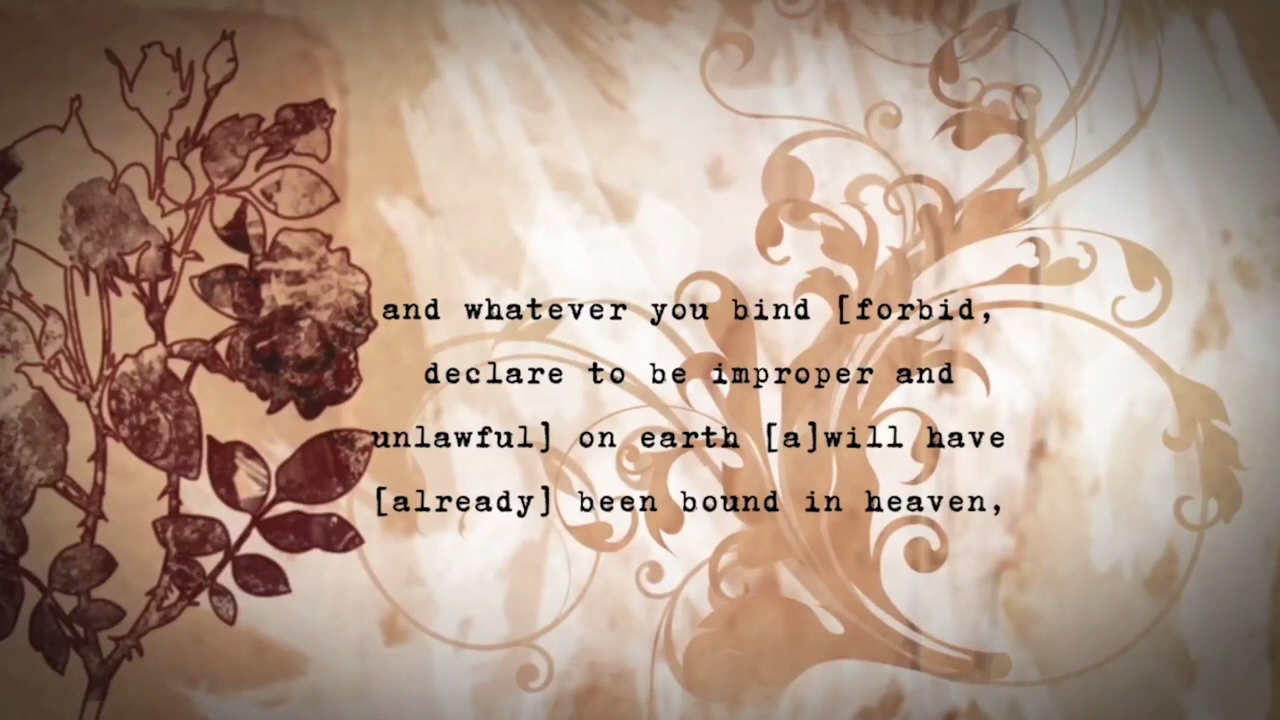 and whatever you bind [forbid,
declare to be improper and
unlawful] on earth [a]will have
[already] been bound in heaven,